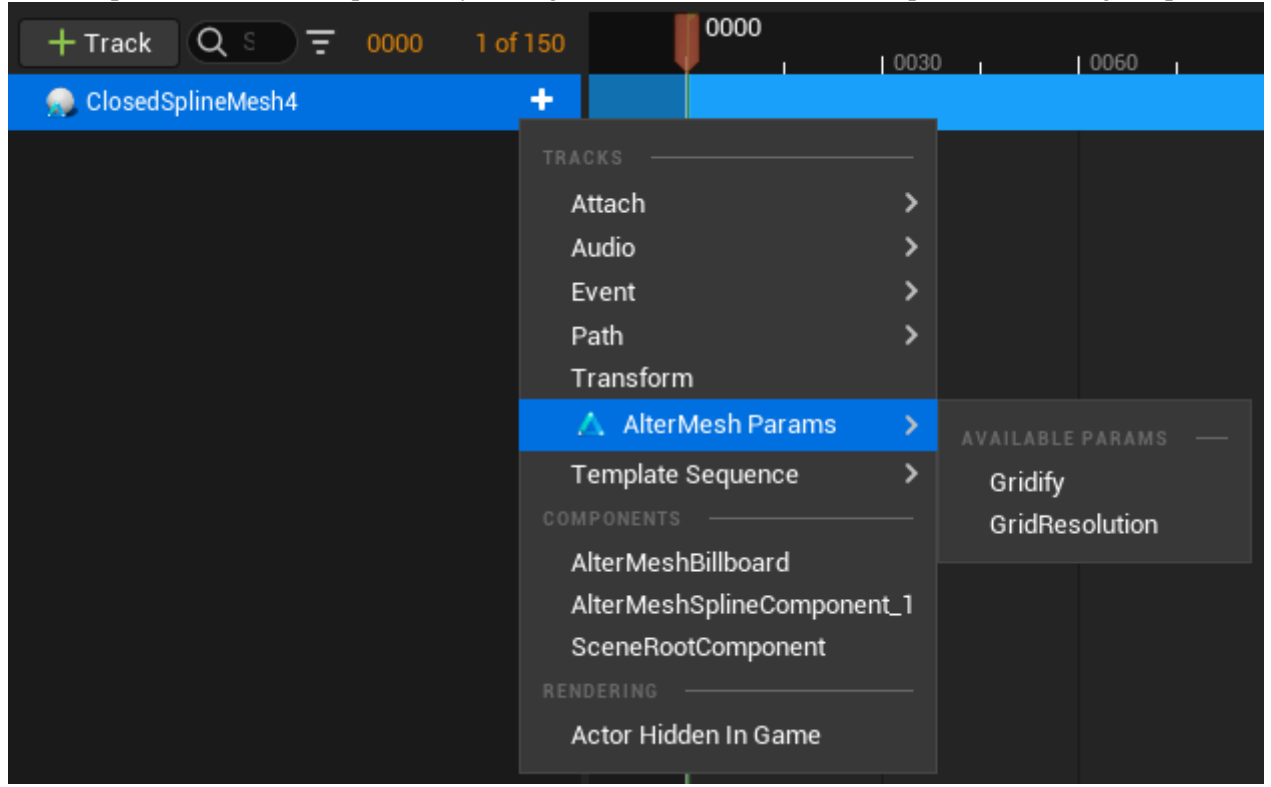 + Track
S
0000
1 of 150
0000
0030
0060
ClosedSplineMesh4
TRACKS
Attach
Audio
Event
Path
Transform
AlterMesh Params
Template Sequence
COMPONENTS
AlterMeshBillboard
AlterMeshSplineComponent_1
SceneRootComponent
RENDERING
Actor Hidden In Game
AVAILABLE PARAMS
Gridify
GridResolution